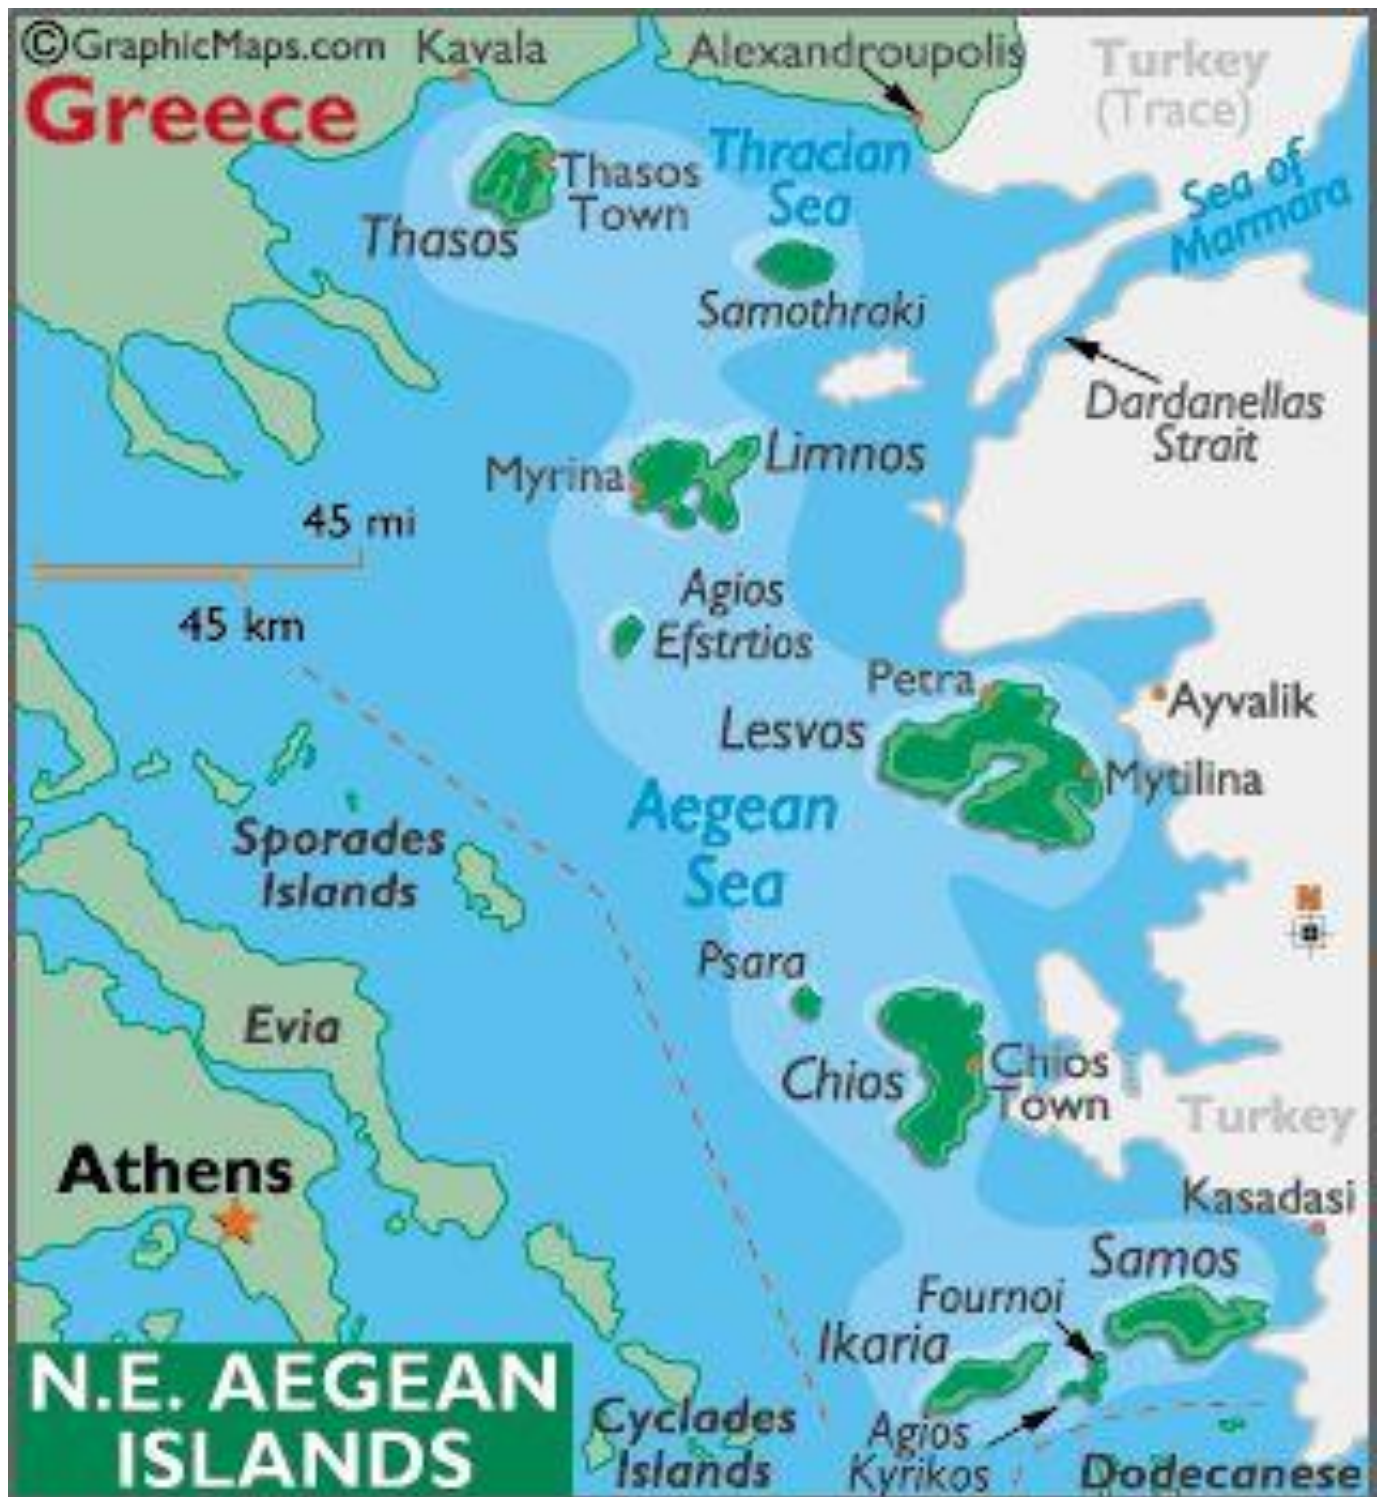 ©GraphicMaps.com
Kavala
Alexandroupolis
Turkey
(Trace)
Greece
Thracian
Sea
Sea of
Marmara
Thasos
Town
Thasos
Samothraki
Dardanellas
Strait
Limnos
Myrina
45 mi
45 km
Agios
Efstrtios
Petra
Ayvalik
Lesvos
Mytilina
Aegean
Sea
Sporades
Islands
N
Psara
Evia
Chios
Chios
Town
Turkey
Athens
Kasadasi
Samos
Fournoi
Ikaria
N.E. AEGEAN
ISLANDS
Cyclades
Islands
Agios
Kyrikos
Dodecanese